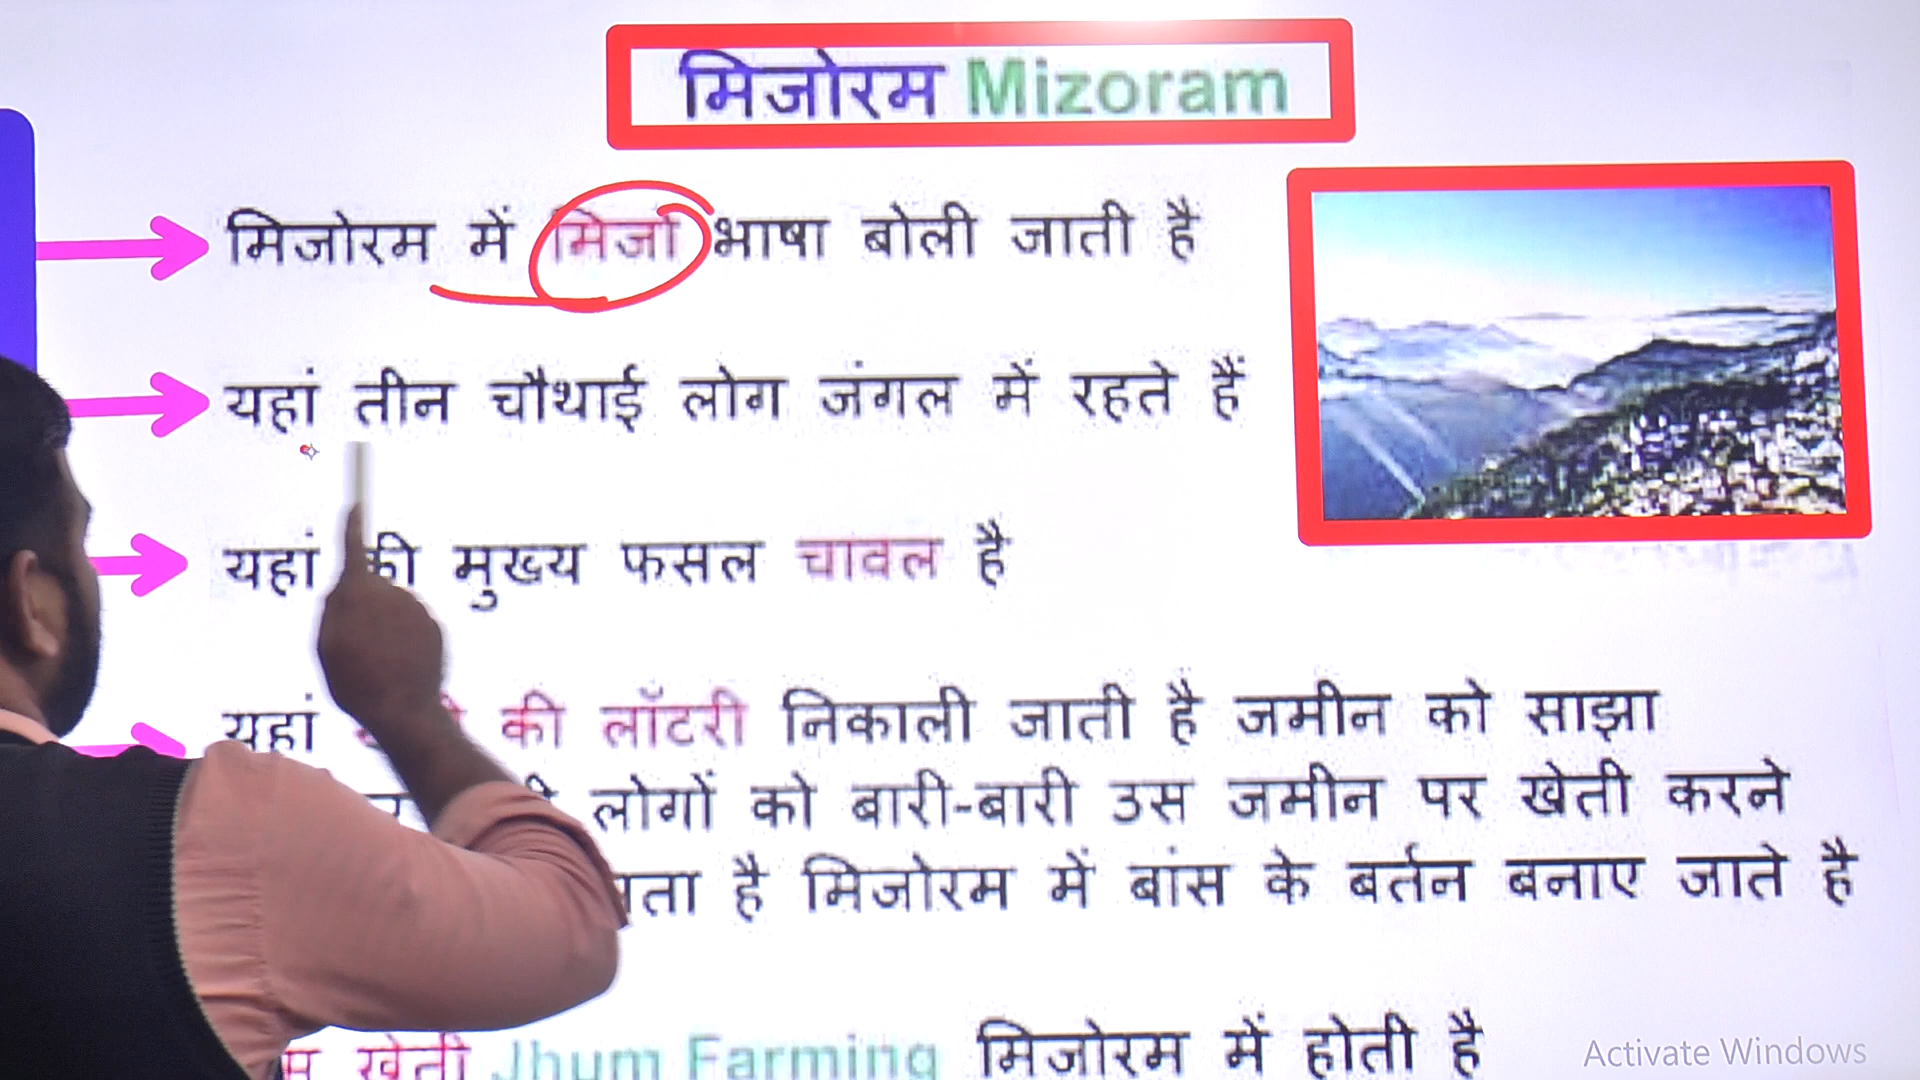 मिजोरम Mizoram
मिजोरम में मिजो भाषा बोली जाती है
यहां तीन चौथाई लोग जंगल में रहते हैं
यहां की मुख्य फसल चावल है
यहां की लॉटरी निकाली जाती है जमीन को साझा
लोगों को बारी-बारी उस जमीन पर खेती करने
है मिजोरम में बांस के बर्तन बनाए जाते है
खेती Jhum Farming मिजोरम में होती है
Activate Windows